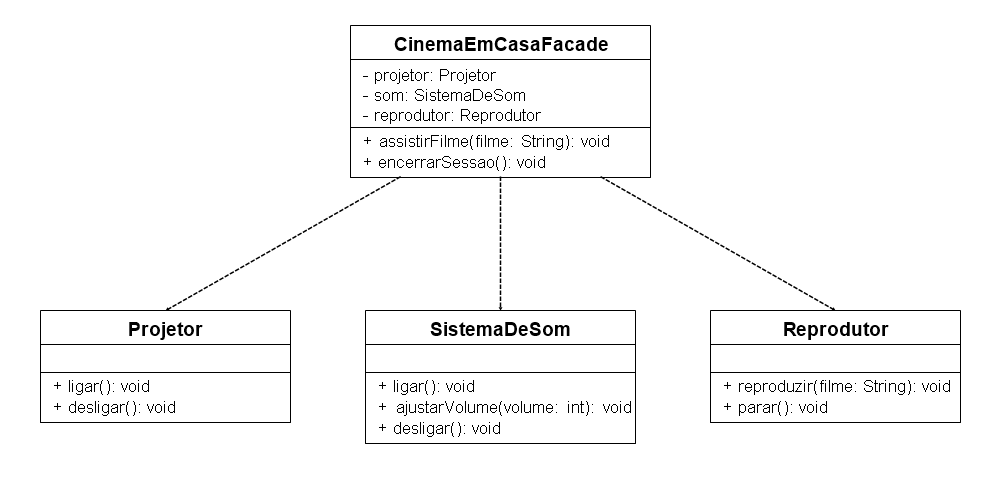 CinemaEmCasaFacade
- projetor: Projetor
- som: SistemaDeSom
- reprodutor: Reprodutor
+ assistirFilme(filme: String): void
+ encerrarSessao(): void
Projetor
+ ligar(): void
+ desligar(): void
SistemaDeSom
+ ligar(): void
+ ajustarVolume(volume: int): void
+ desligar(): void
Reprodutor
+ reproduzir(filme: String): void
+ parar(): void